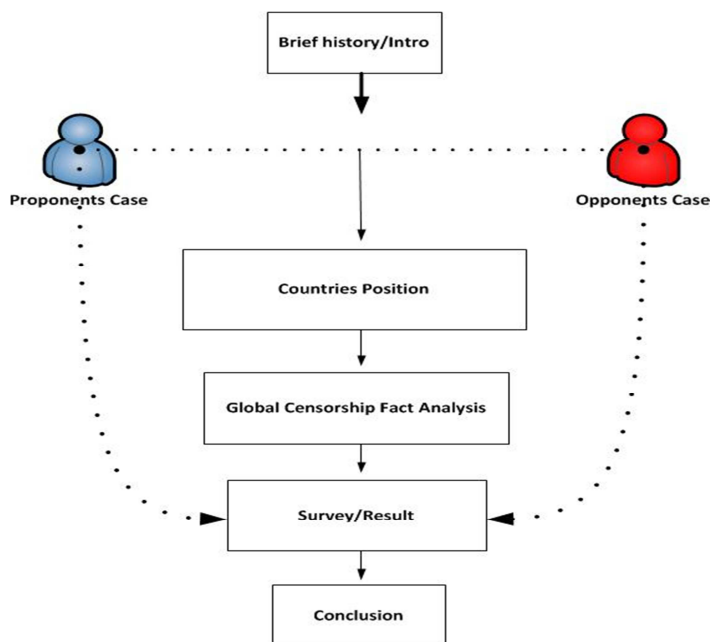 Brief history/Intro
Proponents Case
Opponents Case
Countries Position
Global Censorship Fact Analysis
Survey/Result
Conclusion